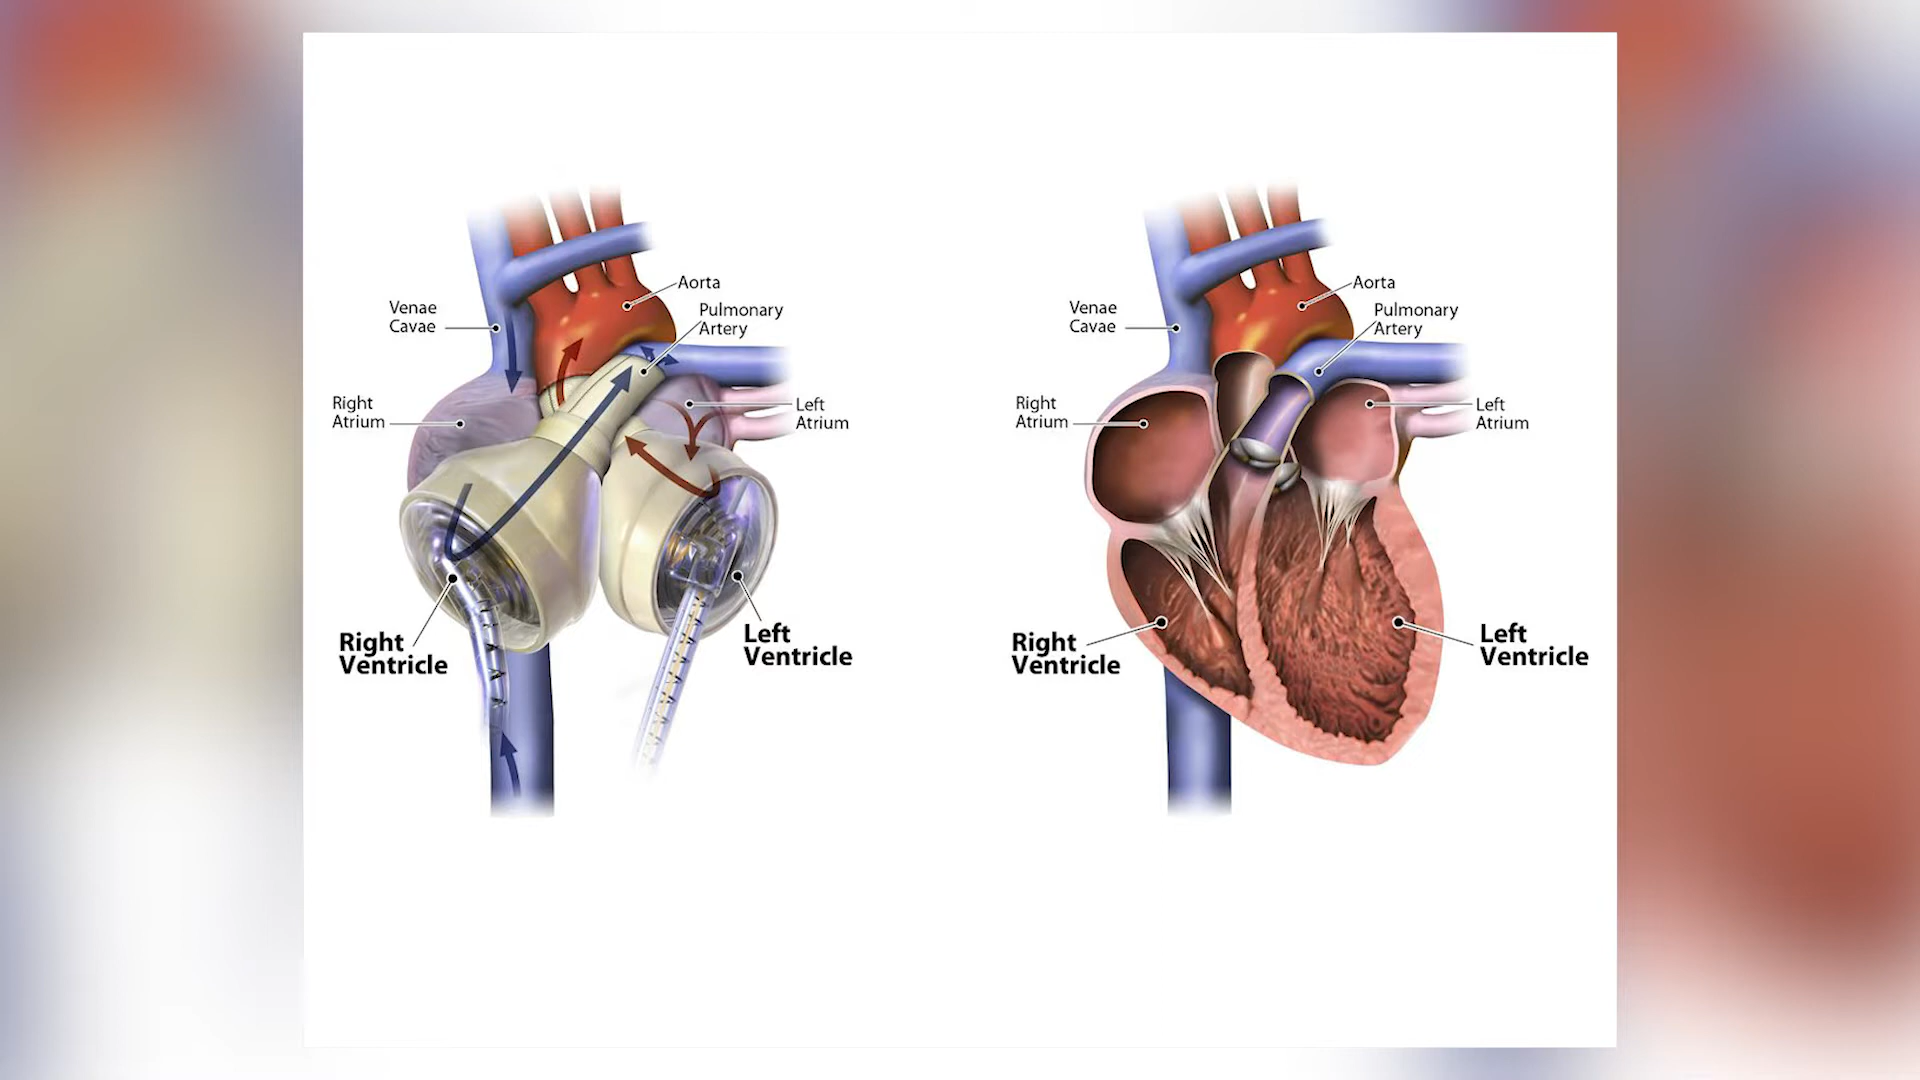 Aorta
Pulmonary
Artery
Venae
Cavae
Right
Atrium
Left
Atrium
Right
Ventricle
Left
Ventricle
Aorta
Pulmonary
Artery
Venae
Cavae
Right
Atrium
Left
Atrium
Right
Ventricle
Left
Ventricle